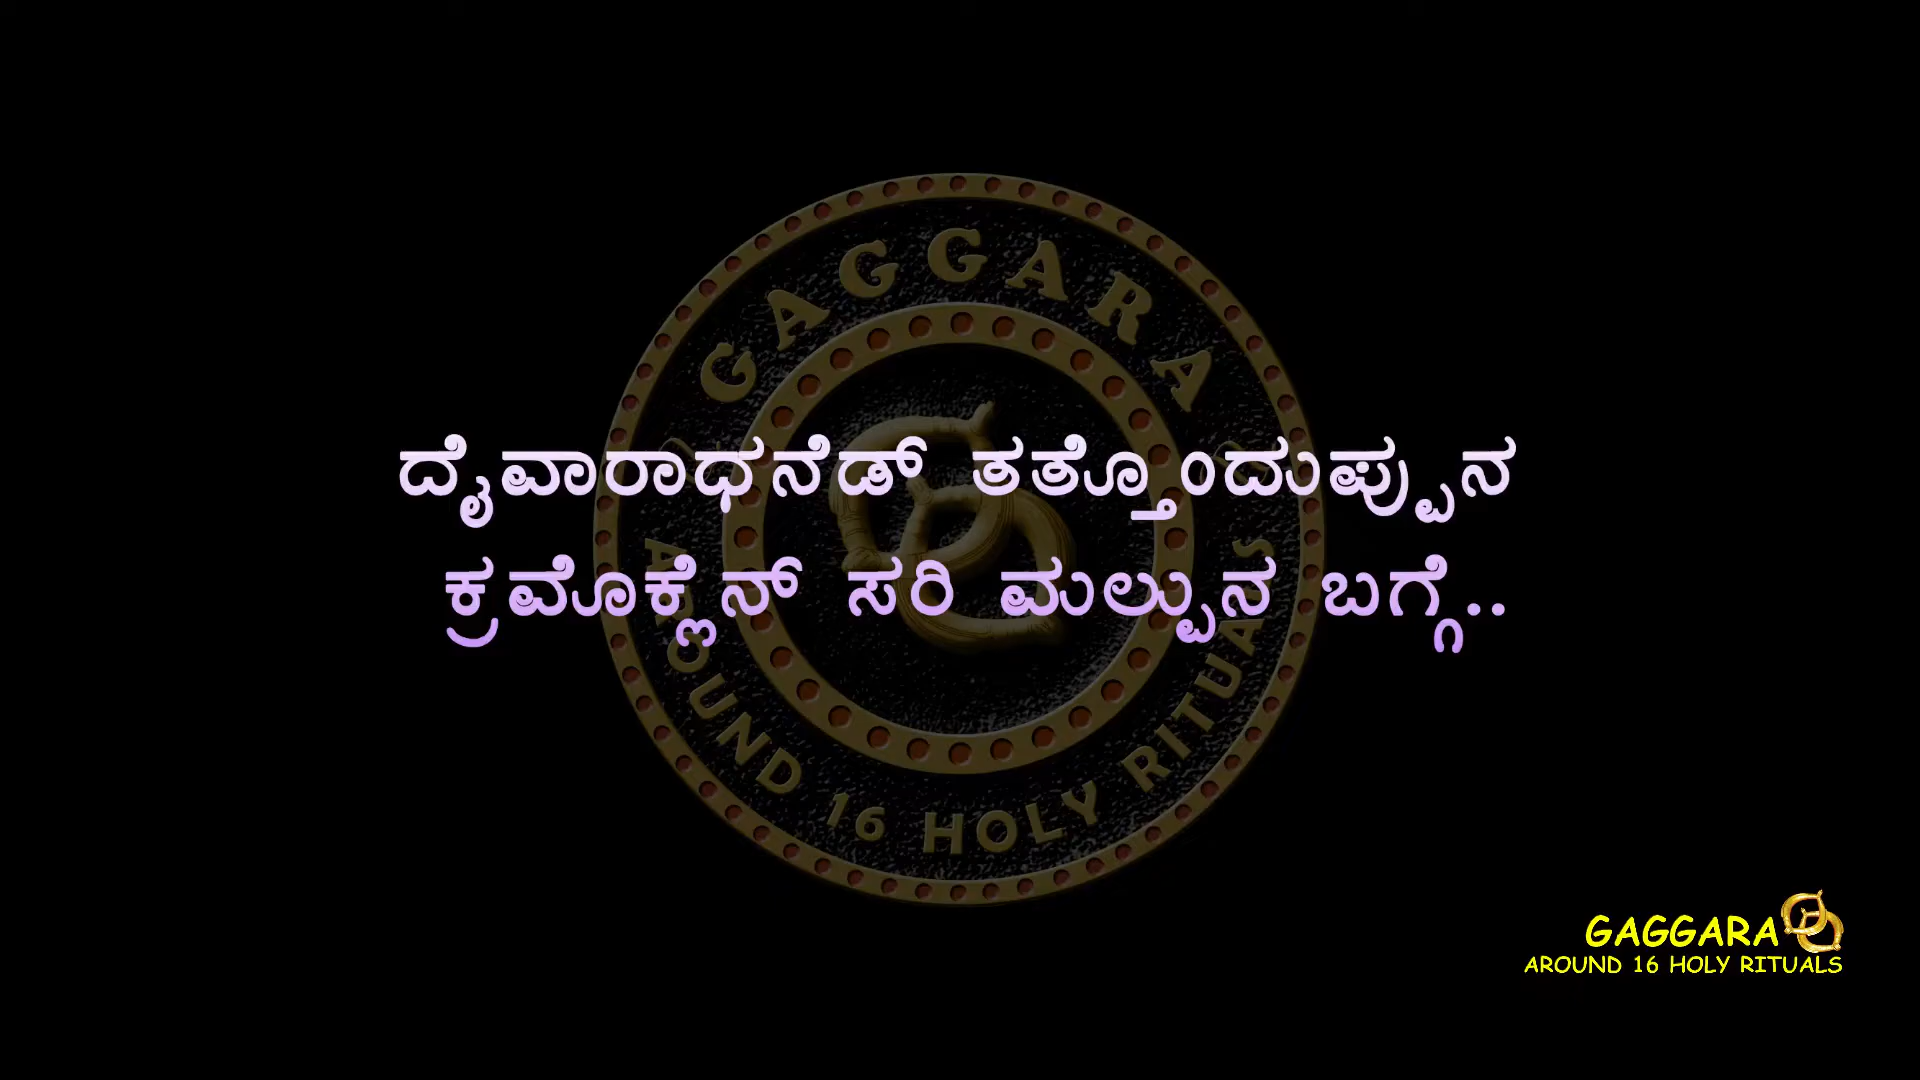 GAGGARA
ದೈವಾರಾಧನೆಡ್ ತತ್ತೊಂದುಪ್ಪುನ
ಕ್ರಮೊಕ್ಲೆನ್ ಸರಿ ಮಲ್ಪುನ ಬಗ್ಗೆ..
AROUND 16 HOLY RITUALS
GAGGARA
AROUND 16 HOLY RITUALS